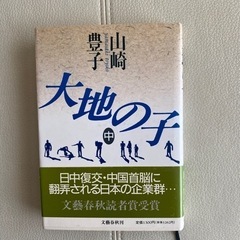 山崎
豊子
大地の子
中
日中復交・中国首脳に
翻弄される日本の企業群…
文藝春秋読者賞受賞
文藝春秋刊